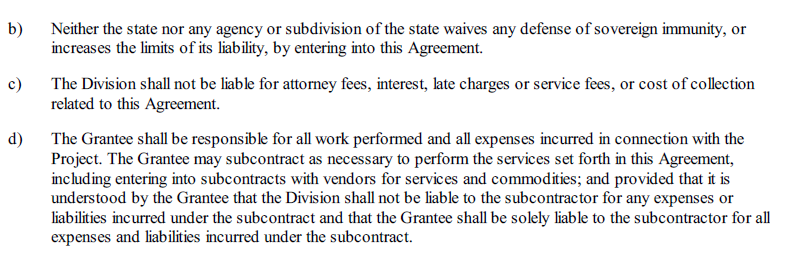 b) Neither the state nor any agency or subdivision of the state waives any defense of sovereign immunity, or
increases the limits of its liability, by entering into this Agreement.
c) The Division shall not be liable for attorney fees, interest, late charges or service fees, or cost of collection
related to this Agreement.
d) The Grantee shall be responsible for all work performed and all expenses incurred in connection with the
Project. The Grantee may subcontract as necessary to perform the services set forth in this Agreement,
including entering into subcontracts with vendors for services and commodities; and provided that it is
understood by the Grantee that the Division shall not be liable to the subcontractor for any expenses or
liabilities incurred under the subcontract and that the Grantee shall be solely liable to the subcontractor for all
expenses and liabilities incurred under the subcontract.